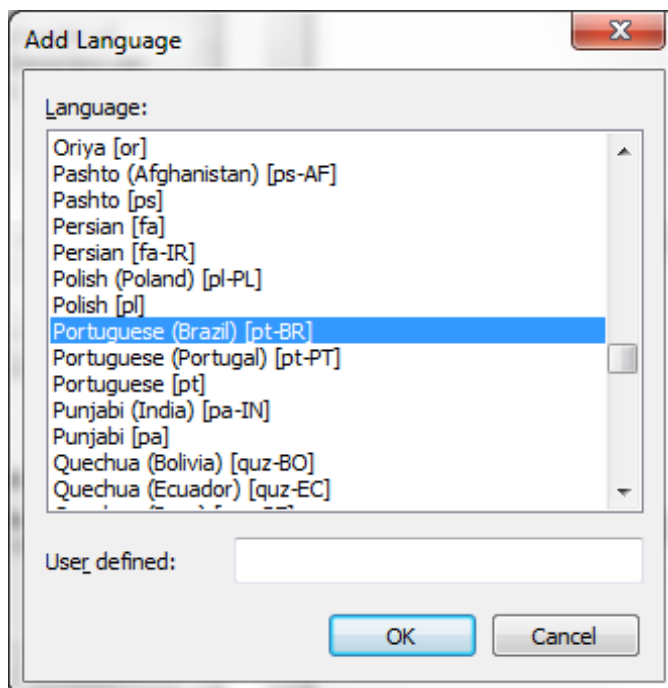 Add Language
Language:
Oriya [or]
Pashto (Afghanistan) [ps-AF]
Pashto [ps]
Persian [fa]
Persian [fa-IR]
Polish (Poland) [pl-PL]
Polish [pl]
Portuguese (Brazil) [pt-BR]
Portuguese (Portugal) [pt-PT]
Portuguese [pt]
Punjabi (India) [pa-IN]
Punjabi [pa]
Quechua (Bolivia) [quz-BO]
Quechua (Ecuador) [quz-EC]
User defined:
OK Cancel